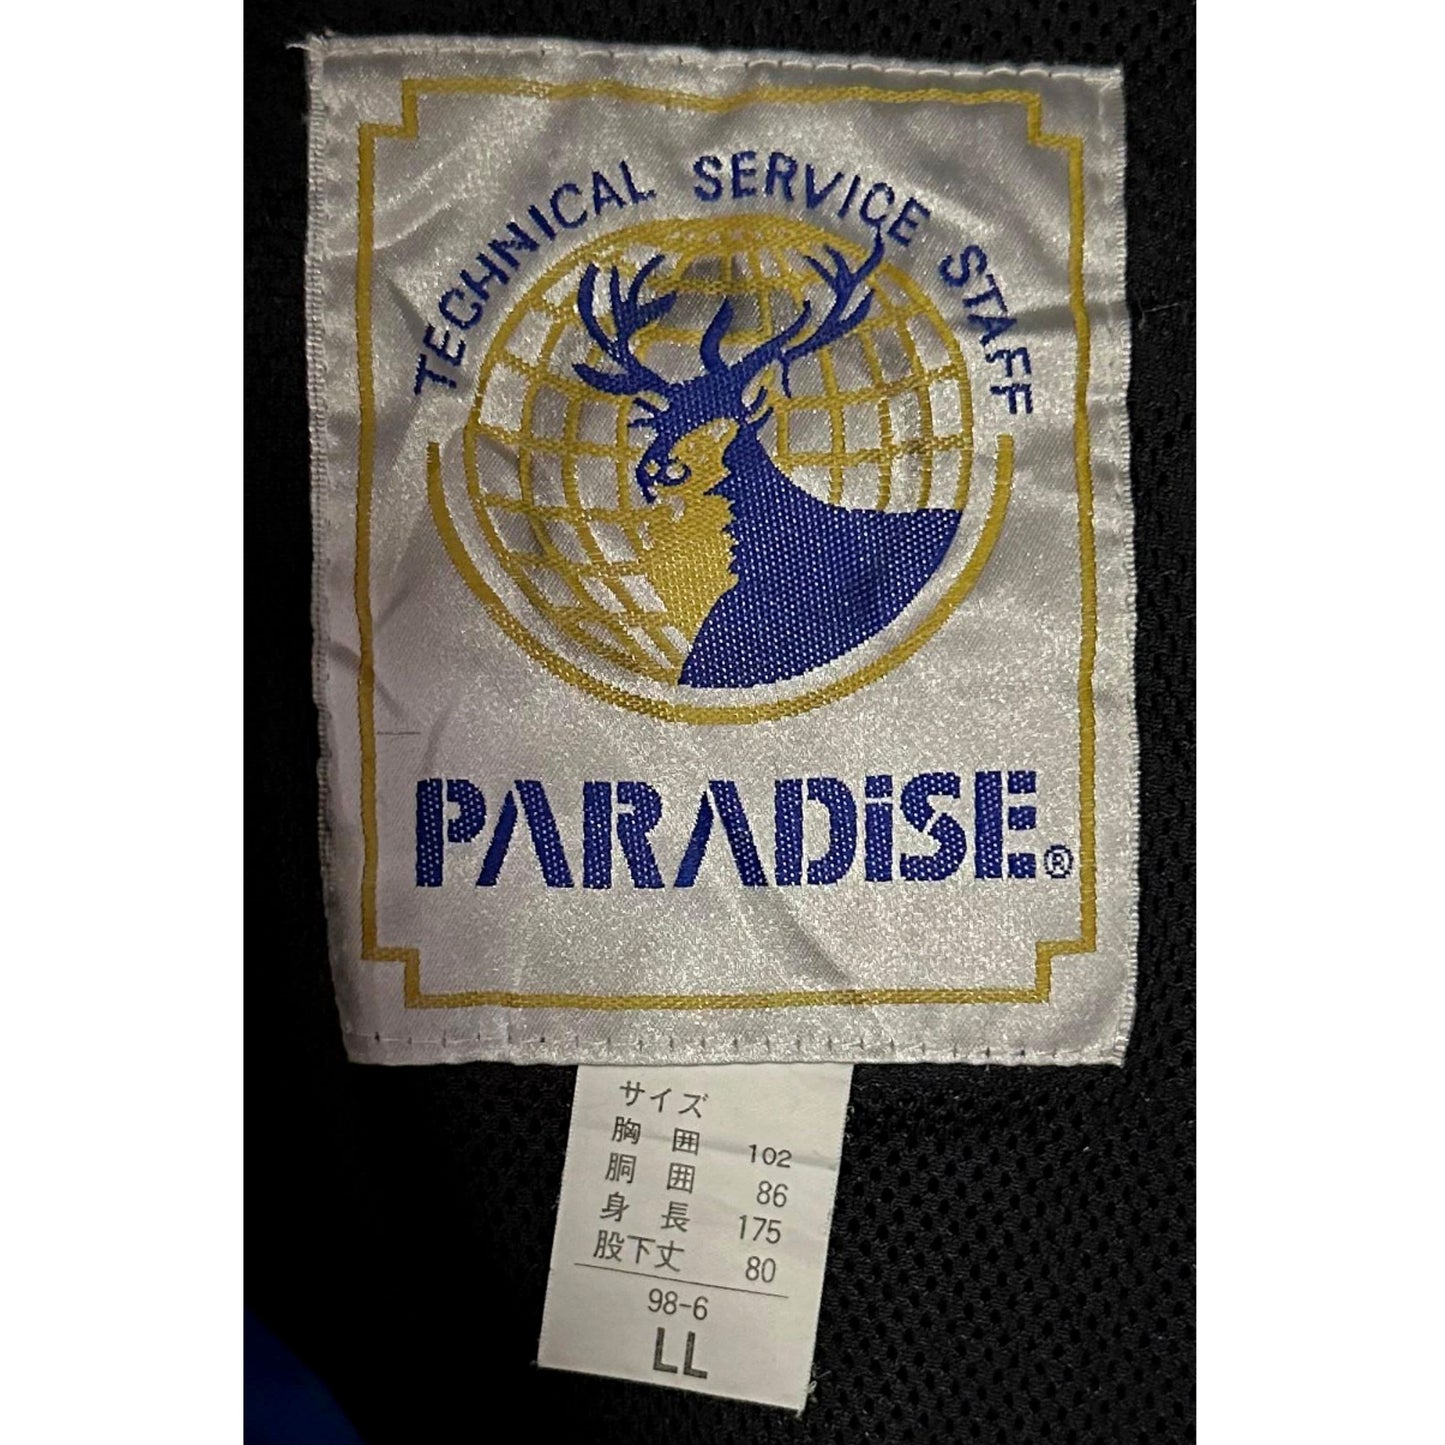 TECHNICAL SERVICE STAFF
PARADiSE®
サイズ
胸囲 102
胴囲 86
身長 175
股下丈 80
98-6
LL